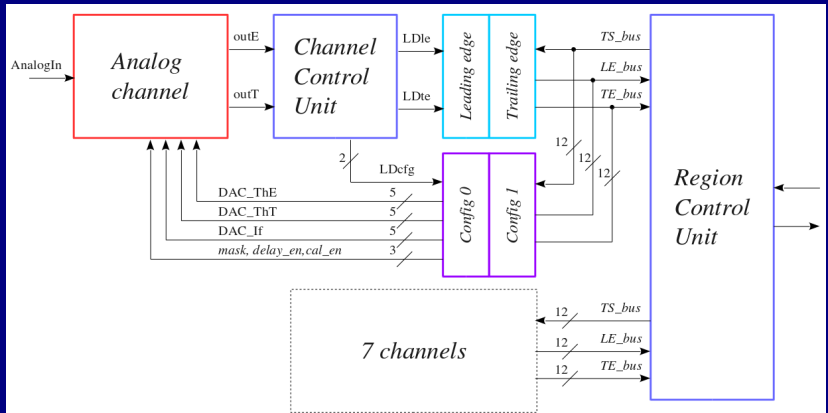 AnalogIn
Analog
channel
outE
outT
Channel
Control
Unit
LDle
LDte
Leading edge
Trailing edge
TS_bus
LE_bus
TE_bus
12
12
12
2
LDcfg
DAC_ThE
5
DAC_ThT
5
DAC_If
5
mask, delay_en,cal_en
3
Config 0
Config 1
Region
Control
Unit
7 channels
12
TS_bus
12
LE_bus
12
TE_bus